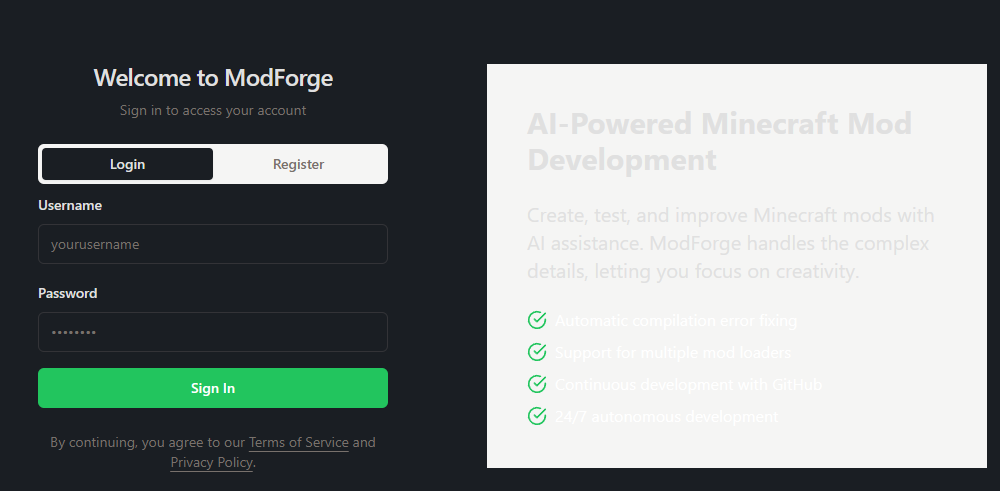 Welcome to ModForge
Sign in to access your account
Login
Register
Username
yourusername
Password
••••••••
Sign In
By continuing, you agree to our Terms of Service and
Privacy Policy.
AI-Powered Minecraft Mod
Development
Create, test, and improve Minecraft mods with
AI assistance. ModForge handles the complex
details, letting you focus on creativity.
Automatic compilation error fixing
Support for multiple mod loaders
Continuous development with GitHub
24/7 autonomous development